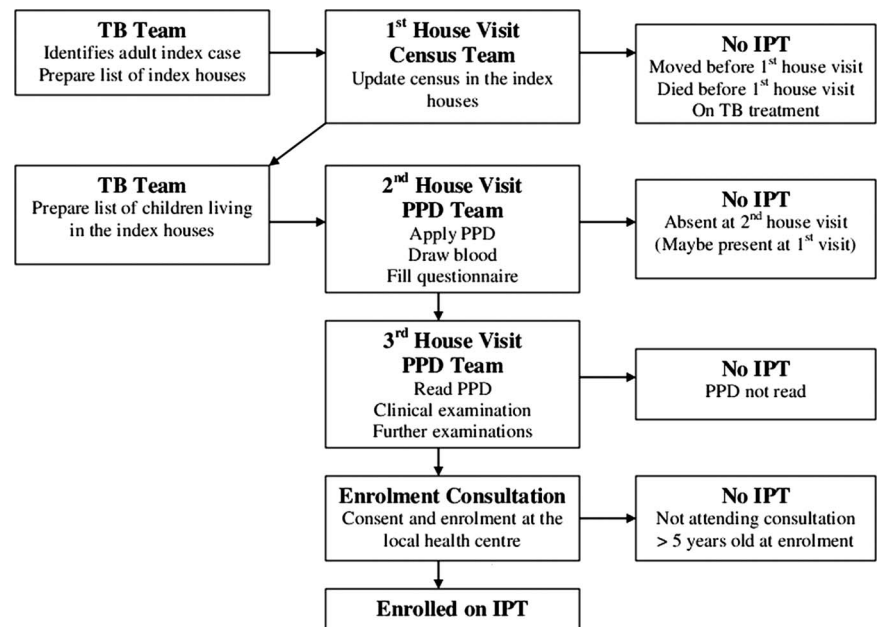 TB Team
Identifies adult index case
Prepare list of index houses
1st House Visit
Census Team
Update census in the index
houses
No IPT
Moved before 1st house visit
Died before 1st house visit
On TB treatment
TB Team
Prepare list of children living
in the index houses
2nd House Visit
PPD Team
Apply PPD
Draw blood
Fill questionnaire
No IPT
Absent at 2nd house visit
(Maybe present at 1st visit)
3rd House Visit
PPD Team
Read PPD
Clinical examination
Further examinations
No IPT
PPD not read
Enrolment Consultation
Consent and enrolment at the
local health centre
No IPT
Not attending consultation
> 5 years old at enrolment
Enrolled on IPT